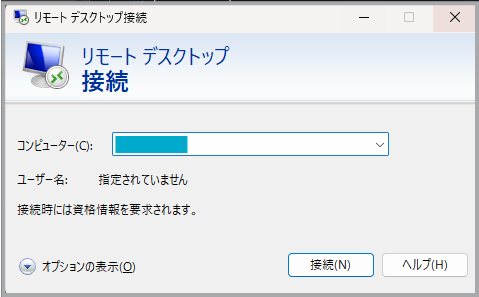 リモート デスクトップ接続
リモート デスクトップ
接続
コンピューター(C):
ユーザー名: 指定されていません
接続時には資格情報を要求されます。
オプションの表示(O) 接続(N) ヘルプ(H)